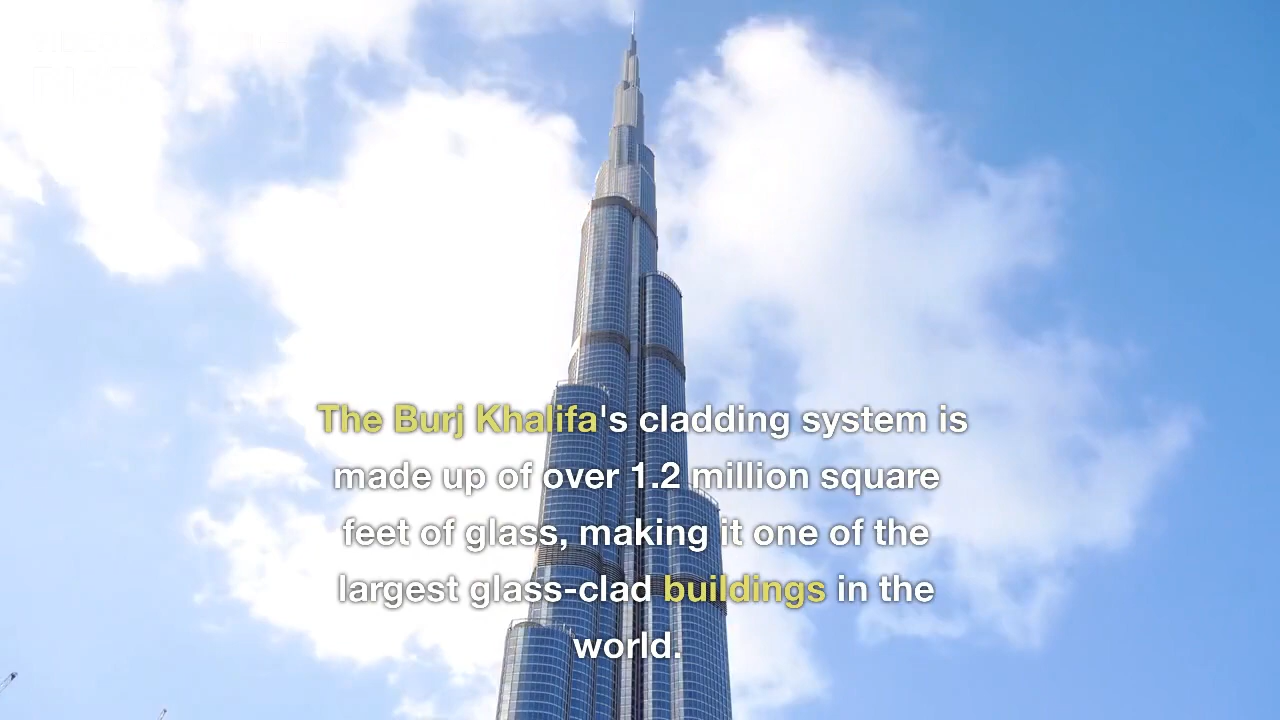 The Burj Khalifa's cladding system is
made up of over 1.2 million square
feet of glass, making it one of the
largest glass-clad buildings in the
world.